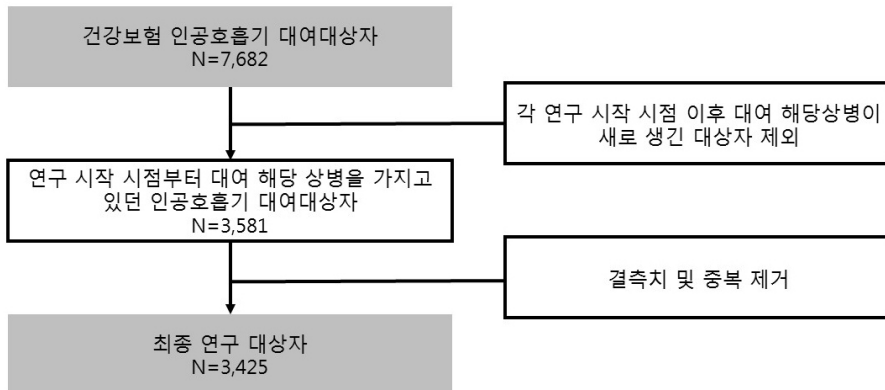 건강보험 인공호흡기 대여대상자
N=7,682
각 연구 시작 시점 이후 대여 해당상병이
새로 생긴 대상자 제외
연구 시작 시점부터 대여 해당 상병을 가지고
있던 인공호흡기 대여대상자
N=3,581
결측치 및 중복 제거
최종 연구 대상자
N=3,425